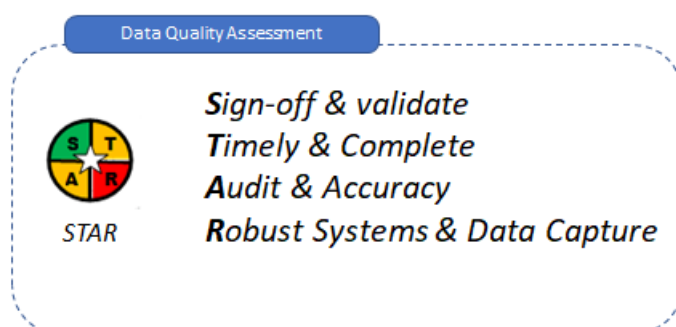 Data Quality Assessment
Sign-off & validate
Timely & Complete
Audit & Accuracy
Robust Systems & Data Capture
S T
A R
STAR